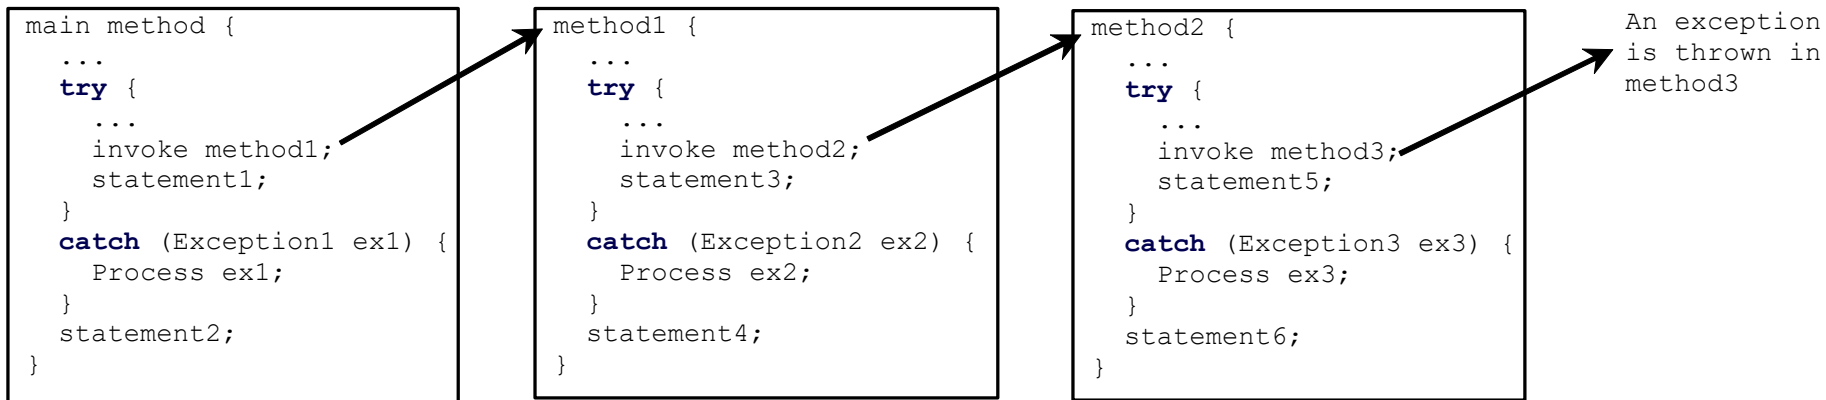 main method {
  ...
  try {
    ...
    invoke method1;
    statement1;
  }
  catch (Exception1 ex1) {
    Process ex1;
  }
  statement2;
}
method1 {
  ...
  try {
    ...
    invoke method2;
    statement3;
  }
  catch (Exception2 ex2) {
    Process ex2;
  }
  statement4;
}
method2 {
  ...
  try {
    ...
    invoke method3;
    statement5;
  }
  catch (Exception3 ex3) {
    Process ex3;
  }
  statement6;
}
An exception
is thrown in
method3